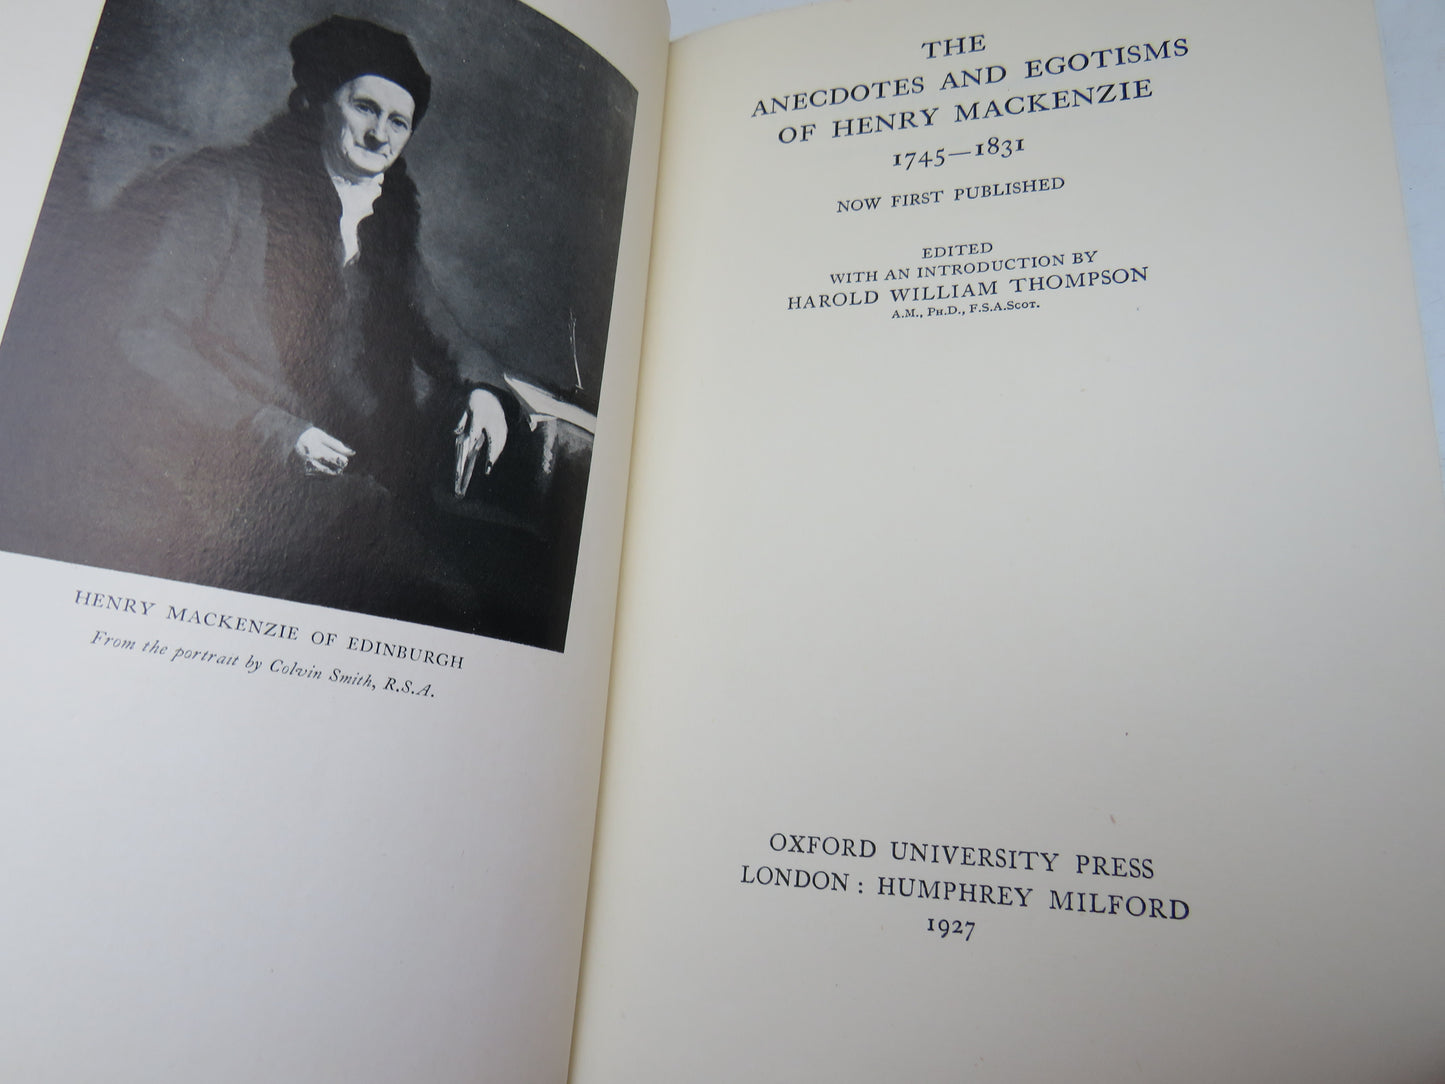 HENRY MACKENZIE OF EDINBURGH
From the portrait by Colvin Smith, R.S.A.
THE
ANECDOTES AND EGOTISMS
OF HENRY MACKENZIE
1745—1831
NOW FIRST PUBLISHED
EDITED
WITH AN INTRODUCTION BY
HAROLD WILLIAM THOMPSON
A.M., PH.D., F.S.A.SCOT.
OXFORD UNIVERSITY PRESS
LONDON : HUMPHREY MILFORD
1927